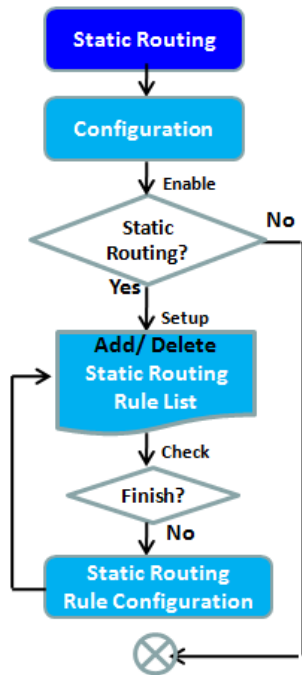 Static Routing
Configuration
Enable
Static
Routing?
No
Yes
Setup
Add/ Delete
Static Routing
Rule List
Check
Finish?
No
Static Routing
Rule Configuration